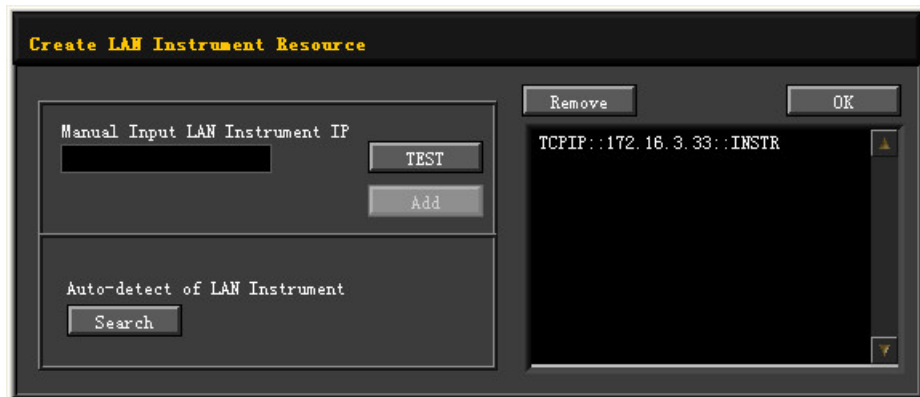 Create LAN Instrument Resource
Manual Input LAN Instrument IP
TEST
Add
Auto-detect of LAN Instrument
Search
Remove
OK
TCPIP::172.16.3.33::INSTR